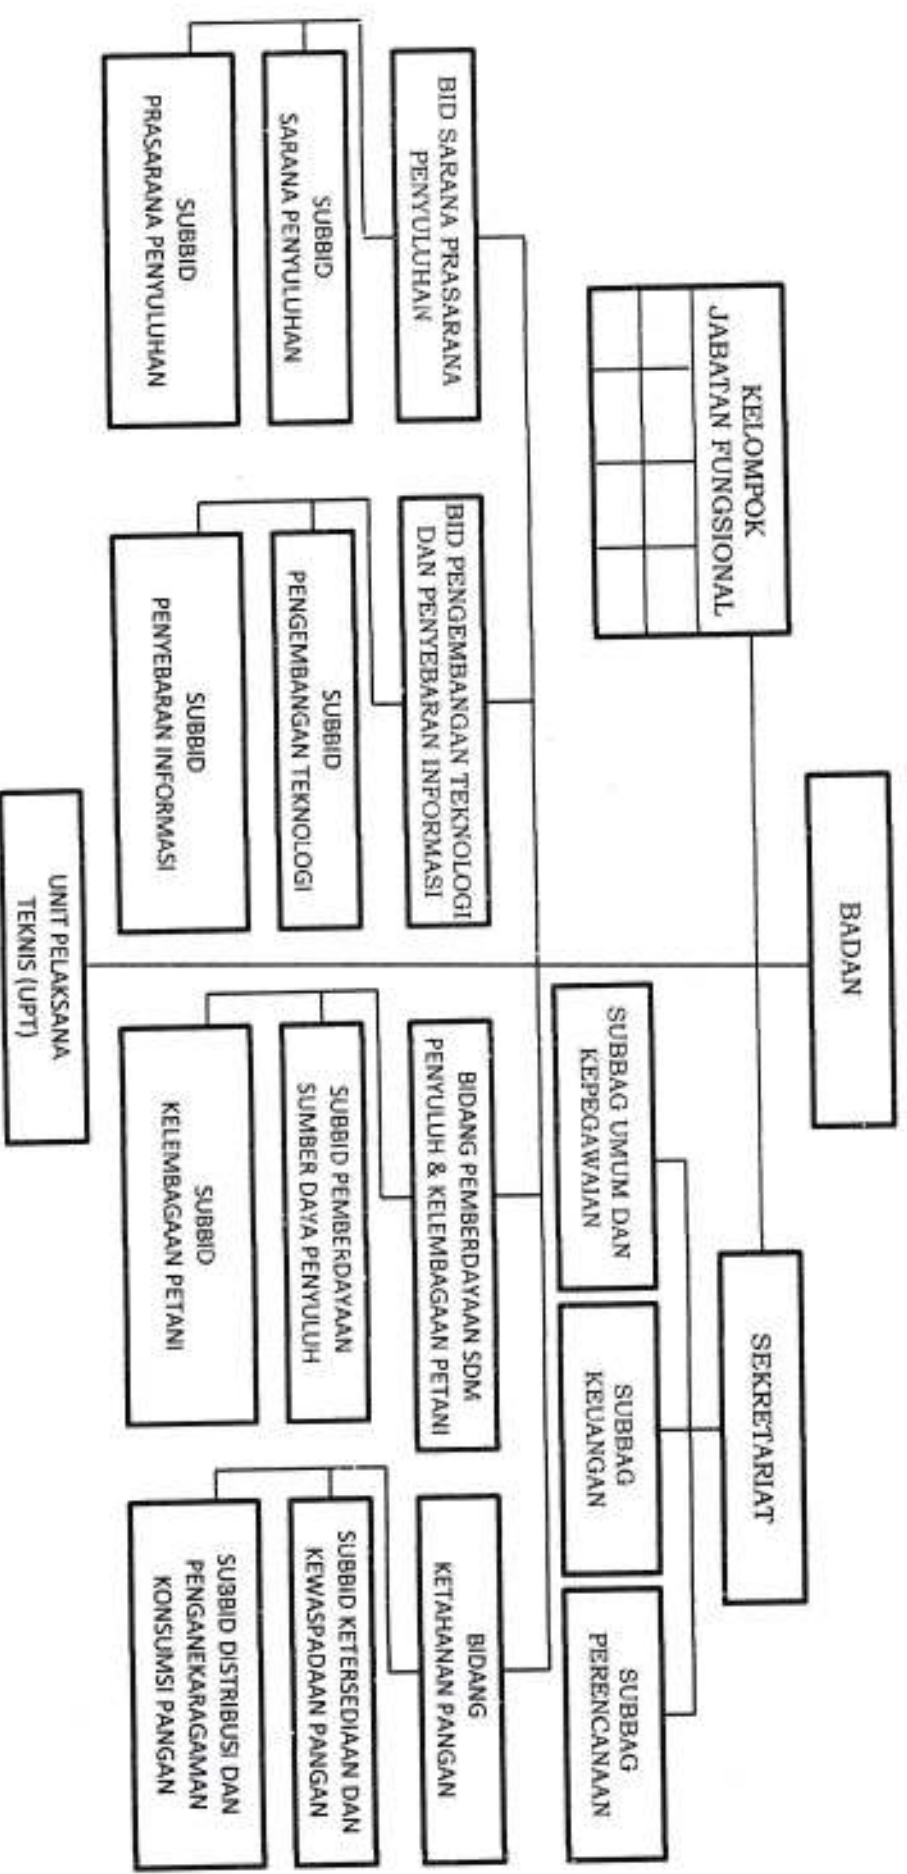 BADAN
KELOMPOK
JABATAN FUNGSIONAL
SEKRETARIAT
SUBBAG UMUM DAN
KEPEGAWAIAN
SUBBAG
KEUANGAN
SUBBAG
PERENCANAAN
BID SARANA PRASARANA
PENYULUHAN
BID PENGEMBANGAN TEKNOLOGI
DAN PENYEBARAN INFORMASI
BIDANG PEMBERDAYAAN SDM
PENYULUH & KELEMBAGAAN PETANI
BIDANG
KETAHANAN PANGAN
SUBBID
SARANA PENYULUHAN
SUBBID
PENGEMBANGAN TEKNOLOGI
SUBBID PEMBERDAYAAN
SUMBER DAYA PENYULUH
SUBBID KETERSEDIAAN DAN
KEWASPADAAN PANGAN
SUBBID
PRASARANA PENYULUHAN
SUBBID
PENYEBARAN INFORMASI
SUBBID
KELEMBAGAAN PETANI
SUBBID DISTRIBUSI DAN
PENGANEKARAGAMAN
KONSUMSI PANGAN
UNIT PELAKSANA
TEKNIS (UPT)